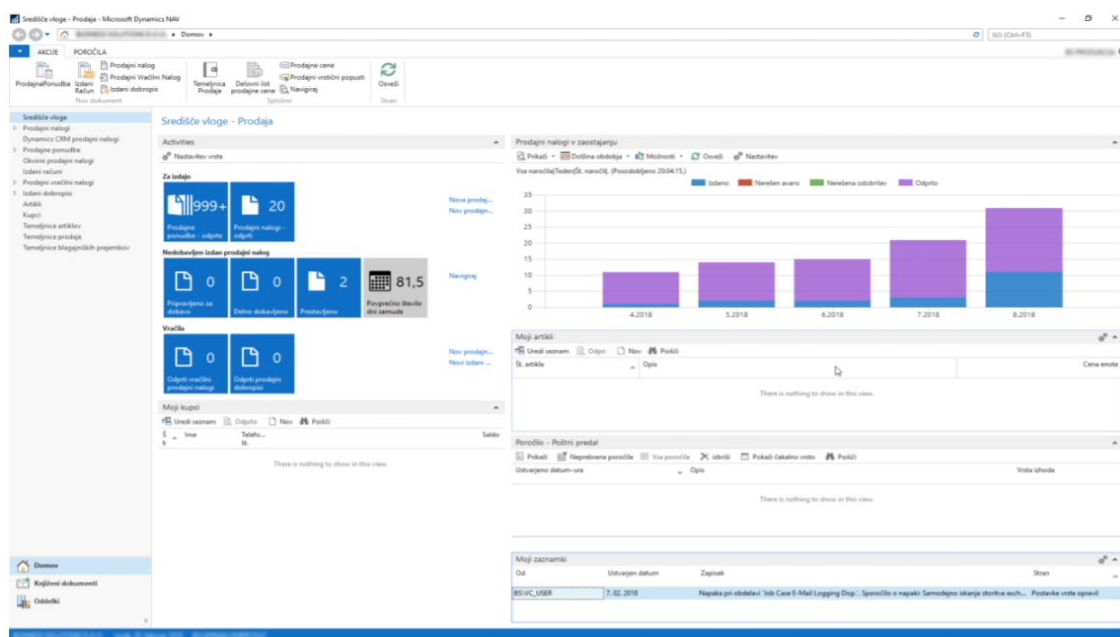 Središče vloge - Prodaja - Microsoft Dynamics NAV
Domov
Išči (Ctrl+F3)
AKCIJE POROČILA
ProdajnaPonudba
Izdani Račun
Prodajni nalog
Prodajni Vračilni Nalog
Izdani dobropis
Nov dokument
Temeljnica Prodaje
Delovni list prodajne cene
Prodajne cene
Prodajni vrstični popusti
Navigiraj
Splošno
Osveži
Stran
Središče vloge
Prodajni nalogi
Dynamics CRM prodajni nalogi
Prodajne ponudbe
Okvirni prodajni nalogi
Izdani računi
Prodajni vračilni nalogi
Izdani dobropisi
Artikli
Kupci
Temeljnice artiklov
Temeljnice prodaje
Temeljnice blagajniških prejemkov
Domov
Knjiženi dokumenti
Oddelki
Središče vloge - Prodaja
Activities
Nastavitev vrste
Za izdajo
999+
Prodajne ponudbe - odprte
20
Prodajni nalogi - odprti
Nova prodaj...
Nov prodajn...
Nedobavljen izdan prodajni nalog
0
Pripravljeno za dobavo
0
Delno dobavljeno
2
Prestavljeno
81,5
Povprečno število dni zamude
Navigiraj
Vračila
0
Odprti vračilni prodajni nalogi
0
Odprti prodajni dobropisi
Nov prodajn...
Novi izdani ...
Moji kupci
Uredi seznam Odprto Nov Poišči
Ime Telefo... št. Saldo
There is nothing to show in this view.
Prodajni nalogi v zaostajanju
Prikaži Dolžina obdobja Možnosti Osveži Nastavitev
Vsa naročila|Teden|Št. naročil|. (Posodobljeno 20:04:15.)
Izdano Nerešen avans Nerešena odobritev Odprto
35
30
25
20
15
10
5
0
4.2018 5.2018 6.2018 7.2018 8.2018
Moji artikli
Uredi seznam Odpri Nov Poišči
Št. artikla Opis Cena enote
There is nothing to show in this view.
Poročilo - Poštni predal
Prikaži Neprebrana poročila Vsa poročila Izbriši Pokaži čakalno vrsto Poišči
Ustvarjeno datum-ura Opis Vrsta izhoda
There is nothing to show in this view.
Moji zaznamki
Od Ustvarjen datum Zapisek Stran
BS\VC_USER 7. 02. 2018 Napaka pri obdelavi 'Job Case E-Mail Logging Disp.'. Sporočilo o napaki: Samodejno iskanje storitve exch... Postavke vrste opravil